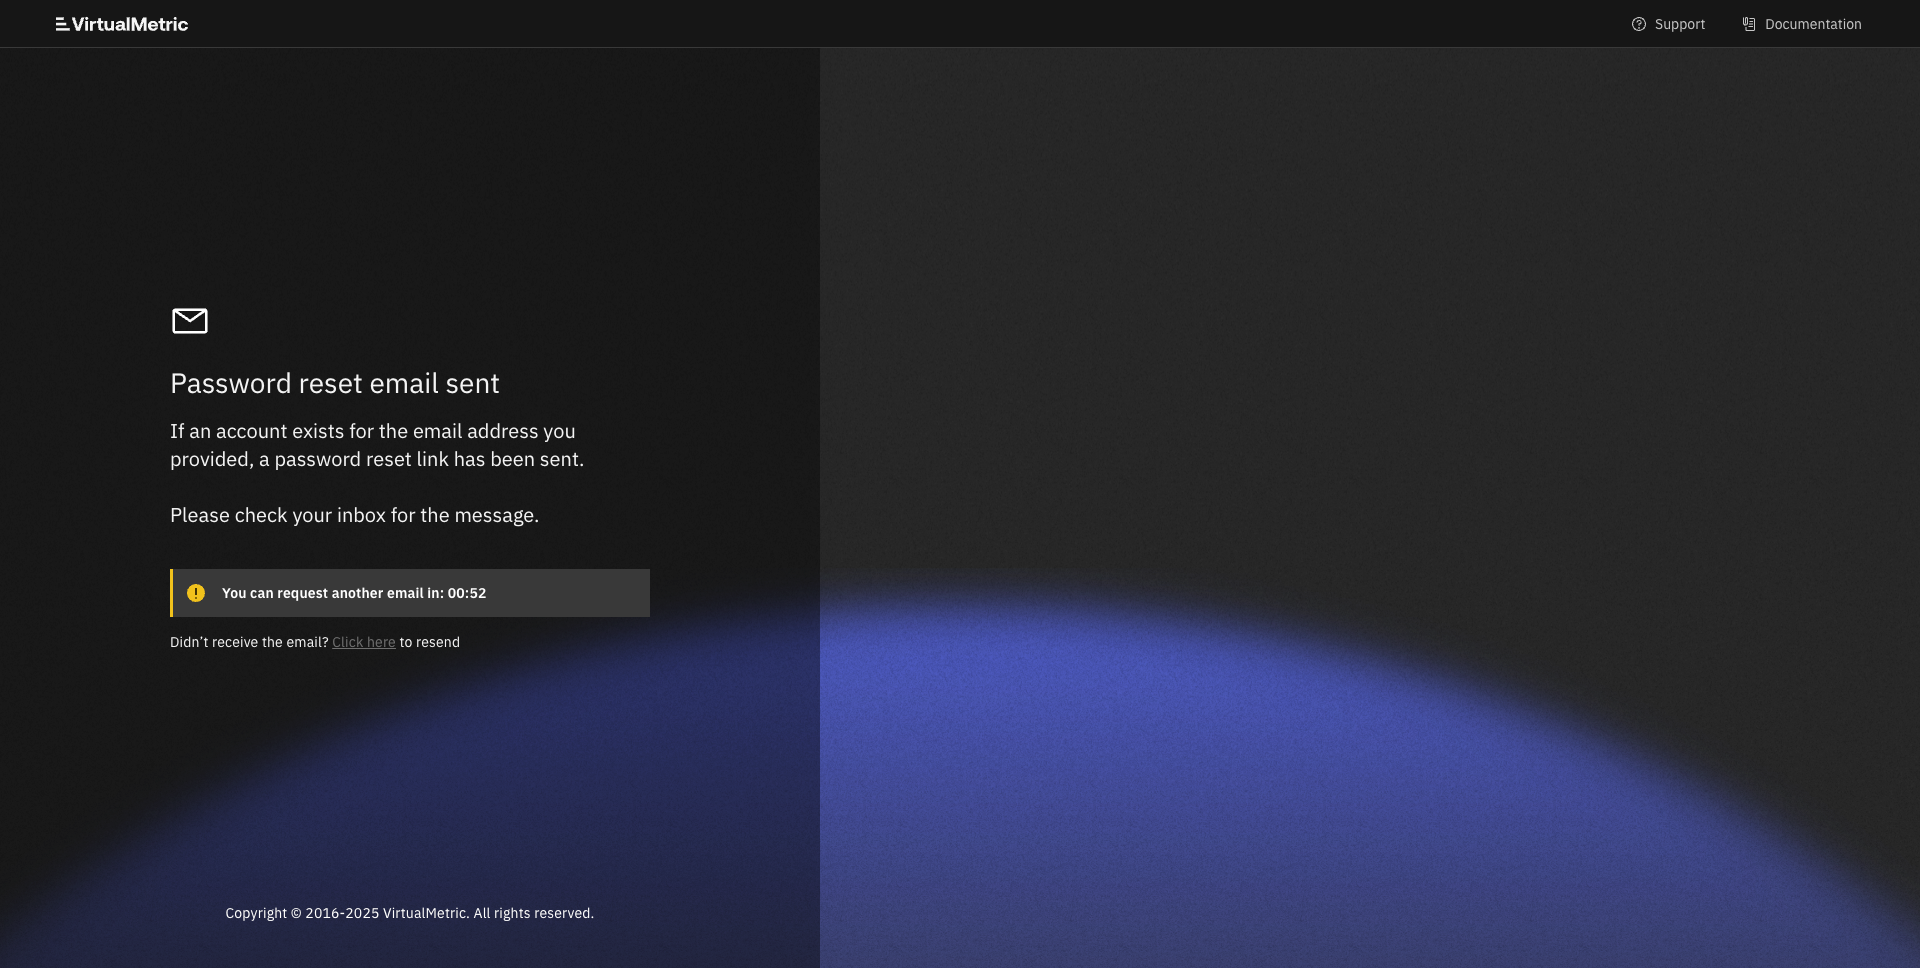 VirtualMetric
Support
Documentation
Password reset email sent
If an account exists for the email address you
provided, a password reset link has been sent.
Please check your inbox for the message.
You can request another email in: 00:52
Didn’t receive the email? Click here to resend
Copyright © 2016-2025 VirtualMetric. All rights reserved.